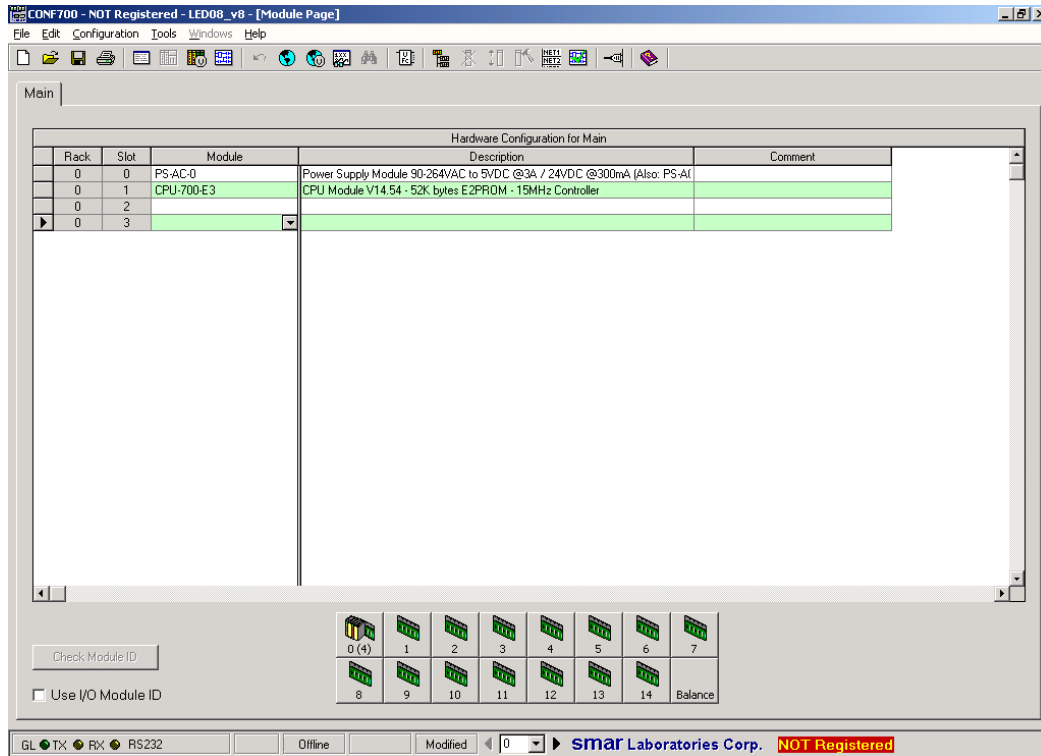 CONF700 - NOT Registered - LED08_v8 - [Module Page]
File Edit Configuration Tools Windows Help
Main
Hardware Configuration for Main
Rack Slot Module Description Comment
0 0 PS-AC-0 Power Supply Module 90-264VAC to 5VDC @3A / 24VDC @300mA (Also: PS-A(
0 1 CPU-700-E3 CPU Module V14.54 - 52K bytes E2PROM - 15MHz Controller
0 2
0 3
0 (4) 1 2 3 4 5 6 7
Check Module ID
8 9 10 11 12 13 14 Balance
Use I/O Module ID
GL TX RX RS232 Offline Modified 0 smar Laboratories Corp. NOT Registered